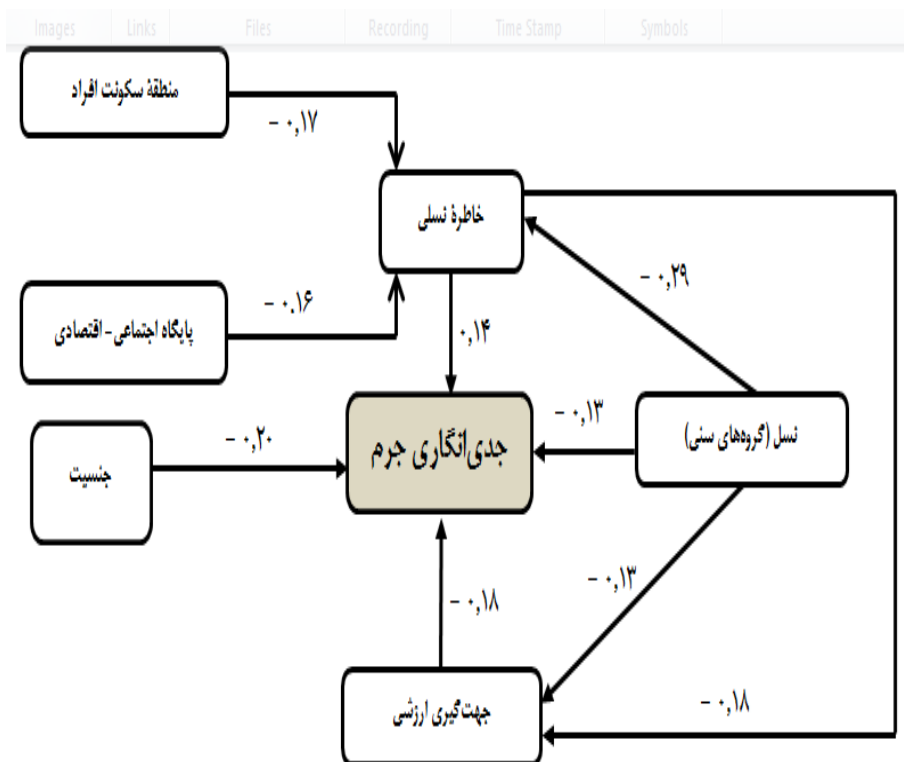 Images Links Files Recording Time Stamp Symbols
منطقهٔ سکونت افراد
- ۰,۱۷
خاطرهٔ نسلی
- ۰,۲۹
- ۰.۱۶
پایگاه اجتماعی- اقتصادی
۰,۱۴
- ۰,۱۳
نسل (گروه‌های سنی)
جدی‌انگاری جرم
- ۰,۲۰
جنسیت
- ۰,۱۳
- ۰,۱۸
جهت‌گیری ارزشی
- ۰,۱۸